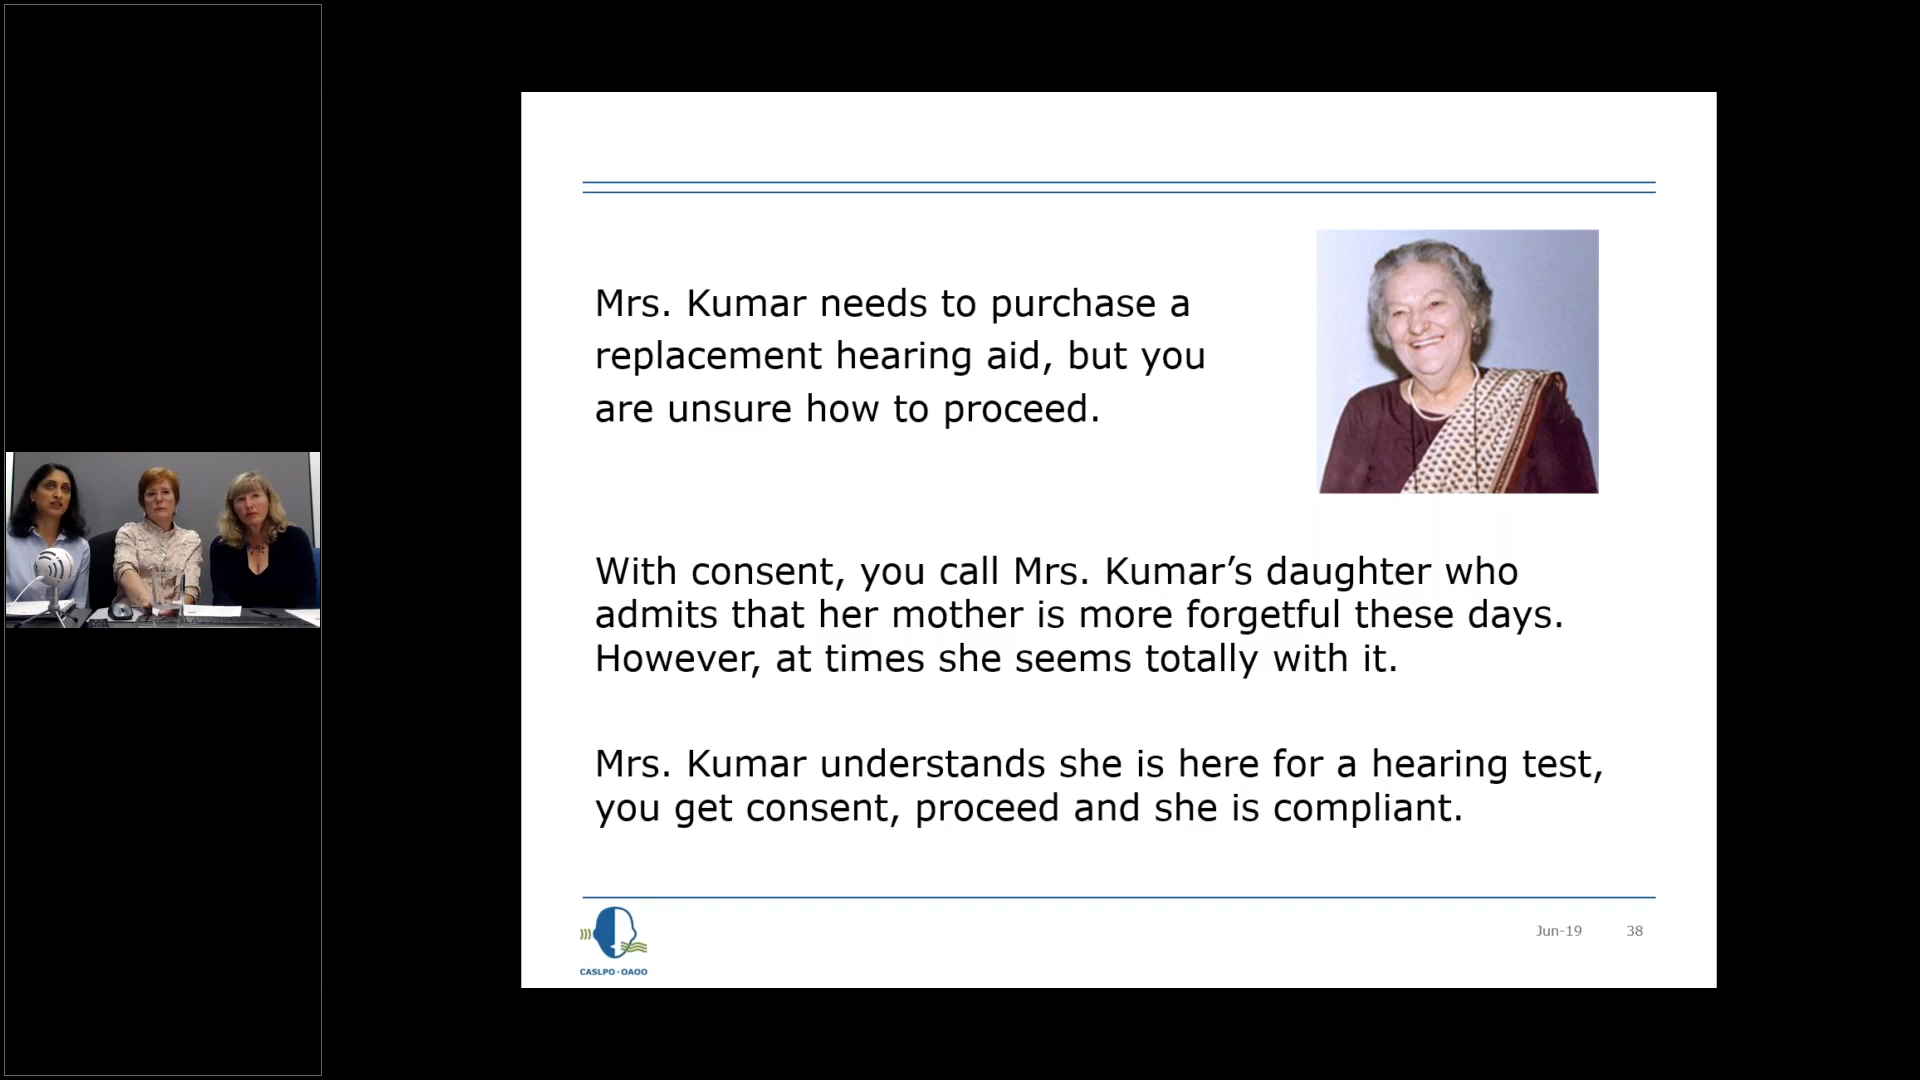 Mrs. Kumar needs to purchase a
replacement hearing aid, but you
are unsure how to proceed.
With consent, you call Mrs. Kumar’s daughter who
admits that her mother is more forgetful these days.
However, at times she seems totally with it.
Mrs. Kumar understands she is here for a hearing test,
you get consent, proceed and she is compliant.
CASLPO·OAOO
Jun-19 38